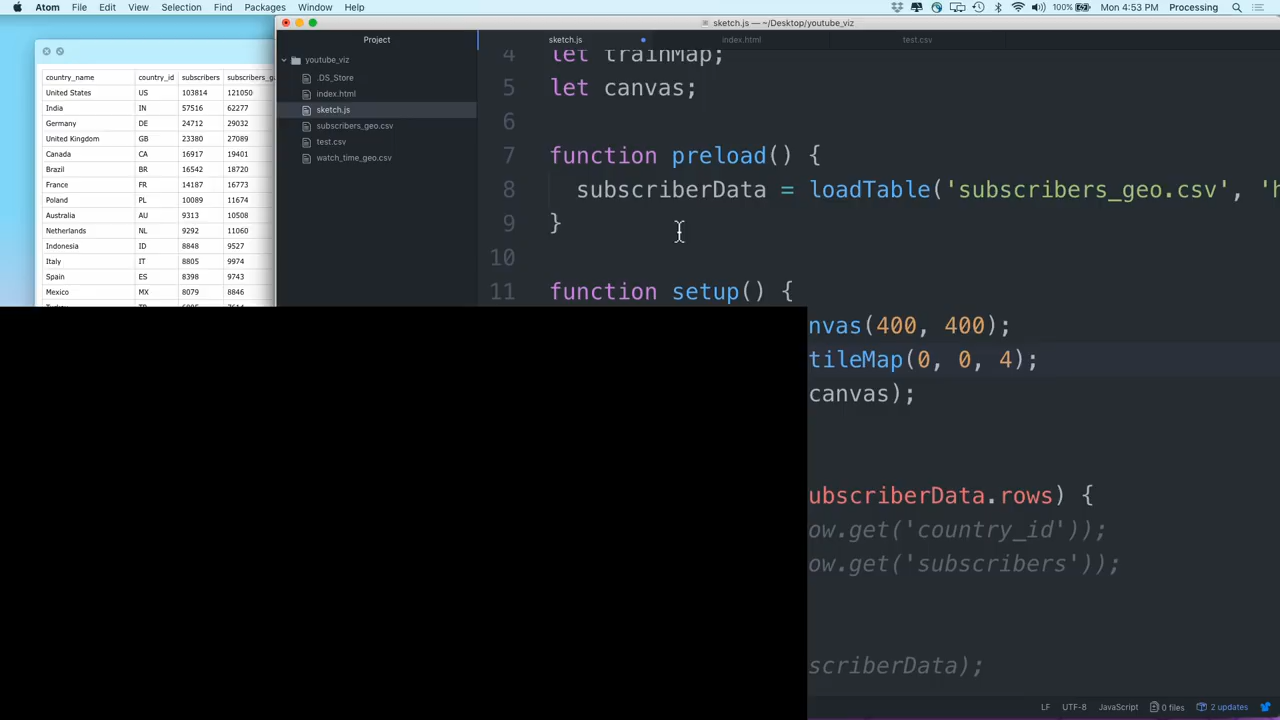 Atom File Edit View Selection Find Packages Window Help 100% Mon 4:53 PM Processing
sketch.js — ~/Desktop/youtube_viz
Project
sketch.js index.html test.csv
youtube_viz
.DS_Store
index.html
sketch.js
subscribers_geo.csv
test.csv
watch_time_geo.csv
country_name country_id subscribers subscribers_g
United States US 103814 121050
India IN 57516 62277
Germany DE 24712 29032
United Kingdom GB 23380 27089
Canada CA 16917 19401
Brazil BR 16542 18720
France FR 14187 16773
Poland PL 10089 11674
Australia AU 9313 10508
Netherlands NL 9292 11060
Indonesia ID 8848 9527
Italy IT 8805 9974
Spain ES 8398 9743
Mexico MX 8079 8846
4 let trainMap;
5 let canvas;
6
7 function preload() {
8 subscriberData = loadTable('subscribers_geo.csv', 'h
9 }
10
11 function setup() {
nvas(400, 400);
tileMap(0, 0, 4);
canvas);
ubscriberData.rows) {
ow.get('country_id'));
ow.get('subscribers'));
scriberData);
LF UTF-8 JavaScript 0 files 2 updates